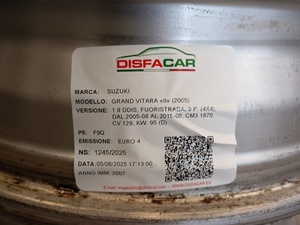 DISFACAR
MARCA: SUZUKI
MODELLO: GRAND VITARA «II» (2005)
VERSIONE: 1.9 DDIS, FUORISTRADA, 3 P. (4X4),
DAL 2005-08 AL 2015-08, CM3 1870,
CV 129, KW. 95 (D)
P5: F9Q
EMISSIONE: EURO 4
NS: 1245/2025
DATA: 05/06/2025 17:13:00
ANNO IMM: 2007